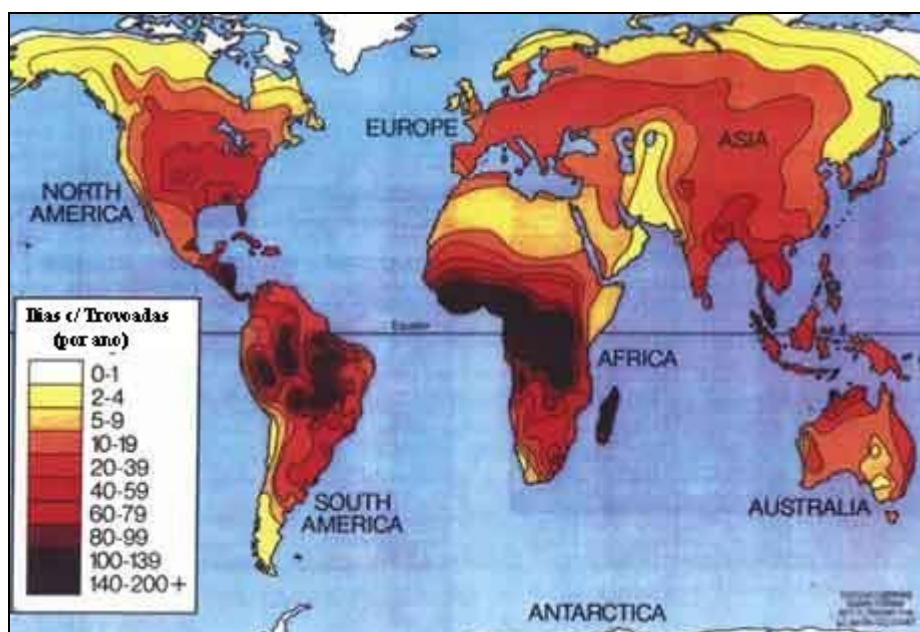 EUROPE
ASIA
NORTH
AMERICA
Dias c/ Trovoadas
(por ano)
0-1
2-4
5-9
10-19
20-39
40-59
60-79
80-99
100-139
140-200+
Equator
AFRICA
SOUTH
AMERICA
AUSTRALIA
ANTARCTICA